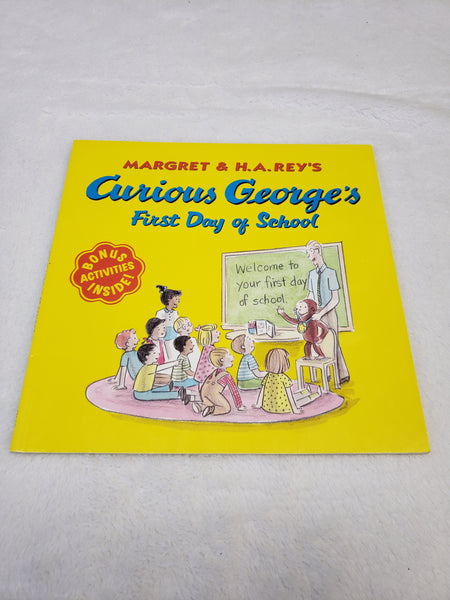 MARGRET & H.A.REY'S
Curious George's
First Day of School
BONUS
ACTIVITIES
INSIDE!
Welcome to
your first day
of school.